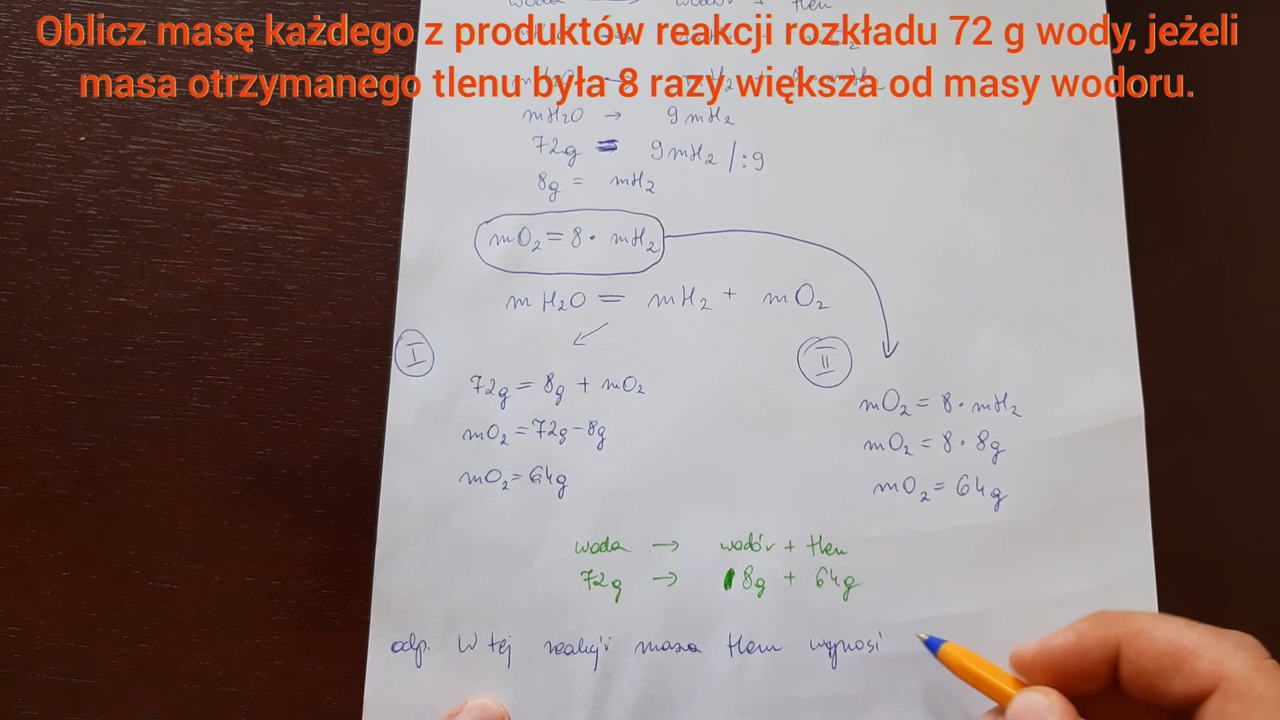 Oblicz masę każdego z produktów reakcji rozkładu 72 g wody, jeżeli
masa otrzymanego tlenu była 8 razy większa od masy wodoru.
mH₂O → 9mH₂
72g = 9mH₂ /:9
8g = mH₂
mO₂ = 8 · mH₂
mH₂O = mH₂ + mO₂
I
72g = 8g + mO₂
mO₂ = 72g - 8g
mO₂ = 64g
II
mO₂ = 8 · mH₂
mO₂ = 8 · 8g
mO₂ = 64g
woda → wodór + tlen
72g → 8g + 64g
odp. W tej reakcji masa tlenu wynosi